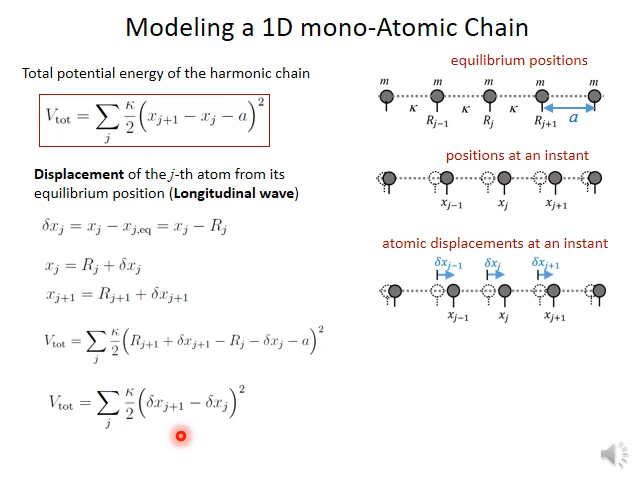 Modeling a 1D mono-Atomic Chain
Total potential energy of the harmonic chain
V_tot = ∑_j κ/2 (x_{j+1} − x_j − a)^2
Displacement of the j-th atom from its
equilibrium position (Longitudinal wave)
δx_j = x_j − x_{j,eq} = x_j − R_j
x_j = R_j + δx_j
x_{j+1} = R_{j+1} + δx_{j+1}
V_tot = ∑_j κ/2 (R_{j+1} + δx_{j+1} − R_j − δx_j − a)^2
V_tot = ∑_j κ/2 (δx_{j+1} − δx_j)^2
equilibrium positions
m m m m m
κ κ κ
R_{j−1} R_j R_{j+1} a
positions at an instant
x_{j−1} x_j x_{j+1}
atomic displacements at an instant
δx_{j−1} δx_j δx_{j+1}
x_{j−1} x_j x_{j+1}